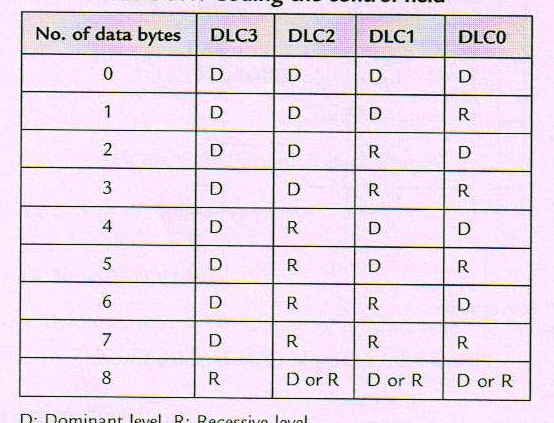 Coding the control field
No. of data bytes DLC3 DLC2 DLC1 DLC0
0 D D D D
1 D D D R
2 D D R D
3 D D R R
4 D R D D
5 D R D R
6 D R R D
7 D R R R
8 R D or R D or R D or R
D: Dominant level, R: Recessive level